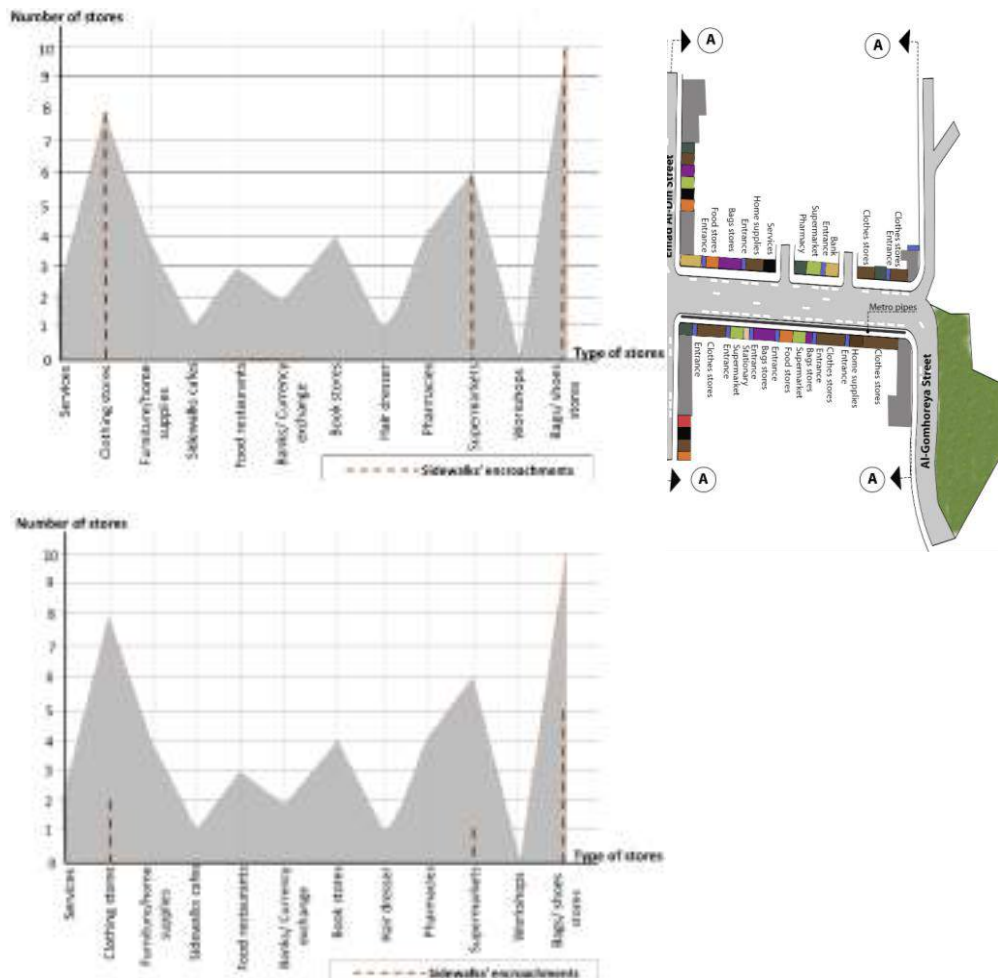 Number of stores
10
9
8
7
6
5
4
3
2
1
0
Type of stores
Services
Clothing stores
Furniture/home
supplies
Sidewalks cafes
Food restaurants
Banks/ Currency
exchange
Book stores
Hair dresser
Pharmacies
Supermarkets
Workshops
Bags/ shoes
stores
Sidewalks' encroachments
A
A
Emad Al-Din Street
Entrance
Food stores
Bags stores
Entrance
Home supplies
Services
Pharmacy
Supermarket
Entrance
Bank
Clothes stores
Entrance
Clothes stores
Metro pipes
Entrance
Clothes stores
Entrance
Supermarket
Stationary
Entrance
Bags stores
Entrance
Food stores
Supermarket
Bags stores
Entrance
Clothes stores
Entrance
Home supplies
Clothes stores
Al-Gomhoreya Street
A
A
Number of stores
10
9
8
7
6
5
4
3
2
1
0
Type of stores
Services
Clothing stores
Furniture/home
supplies
Sidewalks cafes
Food restaurants
Banks/ Currency
exchange
Book stores
Hair dresser
Pharmacies
Supermarkets
Workshops
Bags/ shoes
stores
Sidewalks' encroachments